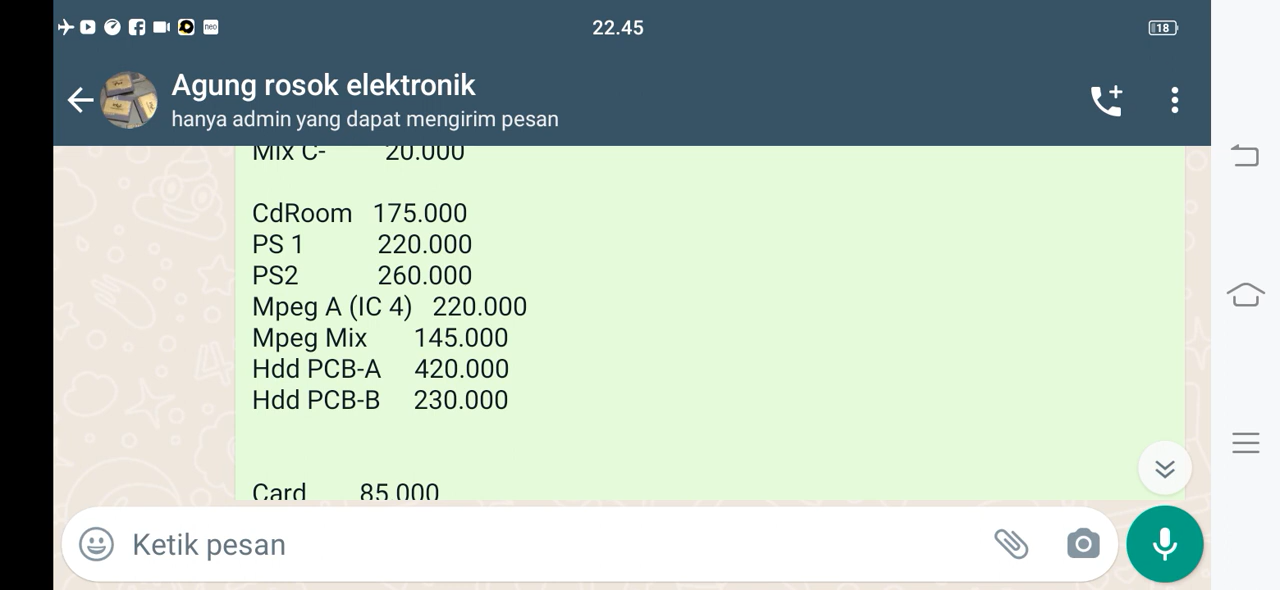 22.45
18
neo
Agung rosok elektronik
hanya admin yang dapat mengirim pesan
Mix C- 20.000
CdRoom 175.000
PS 1 220.000
PS2 260.000
Mpeg A (IC 4) 220.000
Mpeg Mix 145.000
Hdd PCB-A 420.000
Hdd PCB-B 230.000
Card 85.000
Ketik pesan